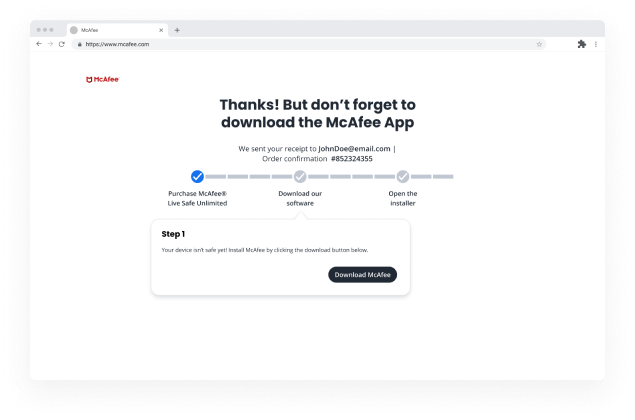 McAfee
https://www.mcafee.com
McAfee
Thanks! But don't forget to
download the McAfee App
We sent your receipt to JohnDoe@email.com |
Order confirmation #852324355
Purchase McAfee®
Live Safe Unlimited
Download our
software
Open the
installer
Step 1
Your device isn't safe yet! Install McAfee by clicking the download button below.
Download McAfee